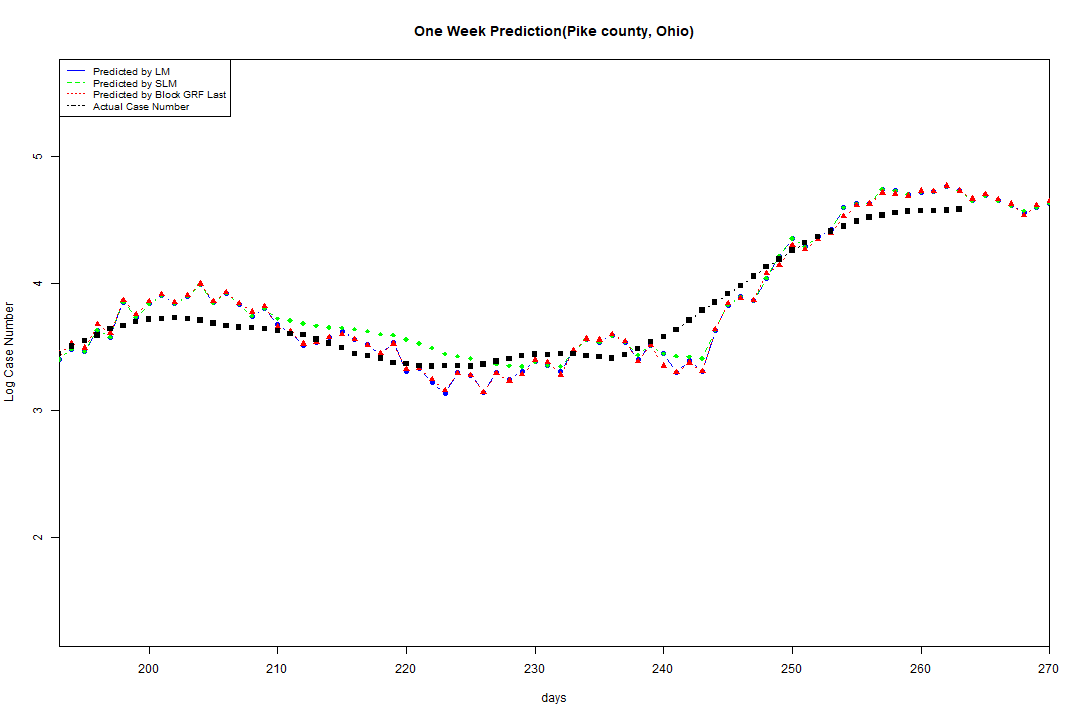 One Week Prediction(Pike county, Ohio)
Predicted by LM
Predicted by SLM
Predicted by Block GRF Last
Actual Case Number
5
4
3
2
Log Case Number
200 210 220 230 240 250 260 270
days